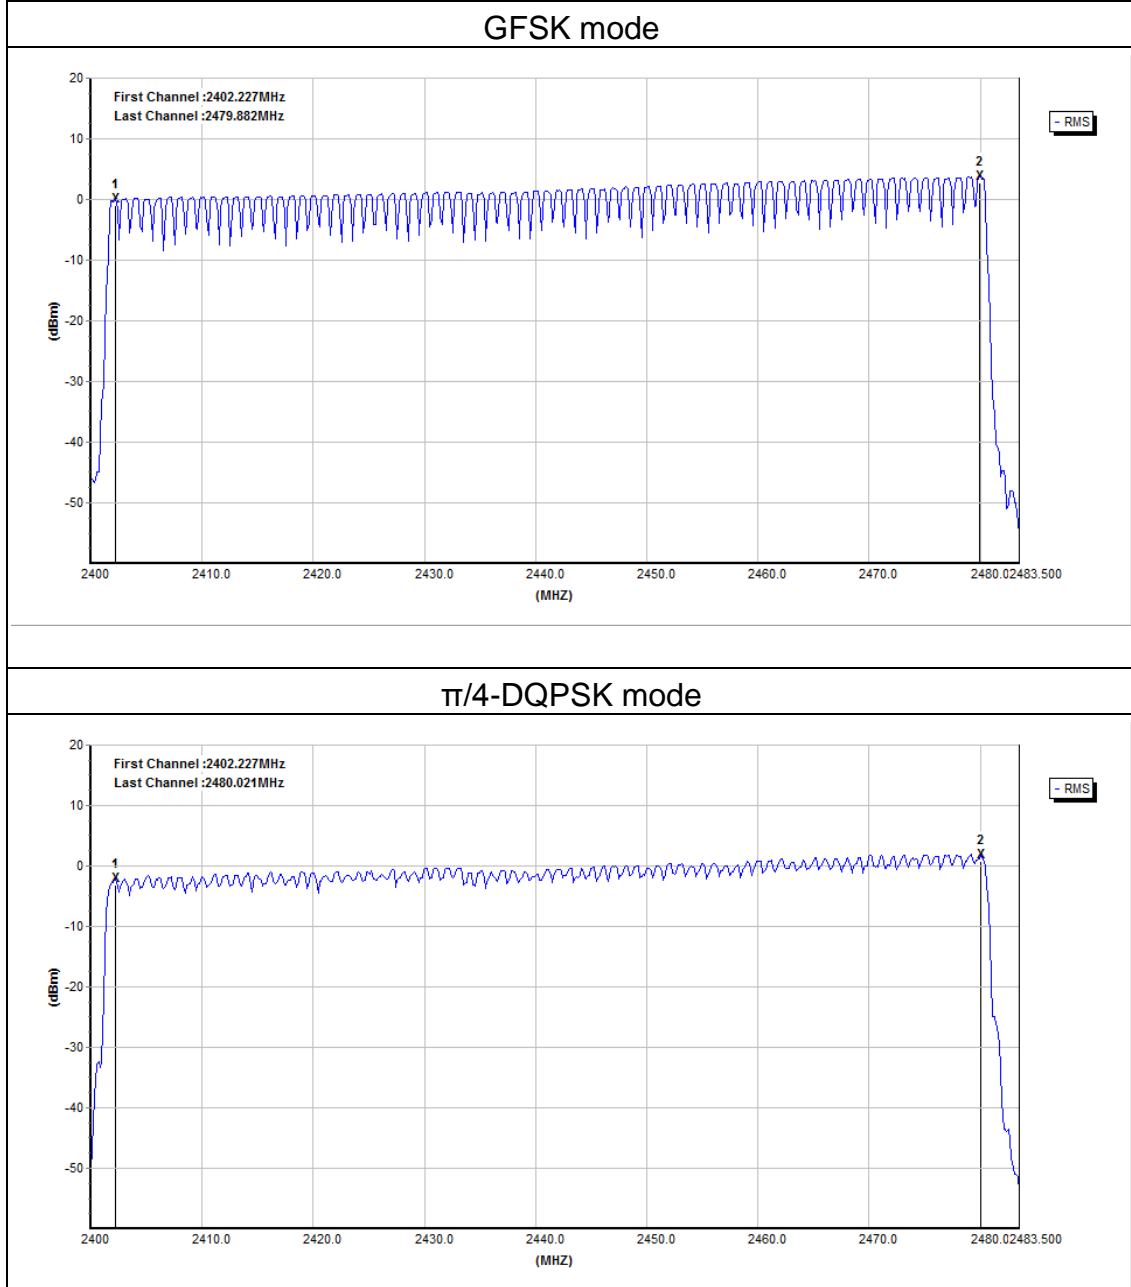 GFSK mode
First Channel :2402.227MHz
Last Channel :2479.882MHz
- RMS
20
10
0
-10
-20
-30
-40
-50
(dBm)
1
2
2400 2410.0 2420.0 2430.0 2440.0 2450.0 2460.0 2470.0 2480.02483.500
(MHZ)
π/4-DQPSK mode
First Channel :2402.227MHz
Last Channel :2480.021MHz
- RMS
20
10
0
-10
-20
-30
-40
-50
(dBm)
1
2
2400 2410.0 2420.0 2430.0 2440.0 2450.0 2460.0 2470.0 2480.02483.500
(MHZ)